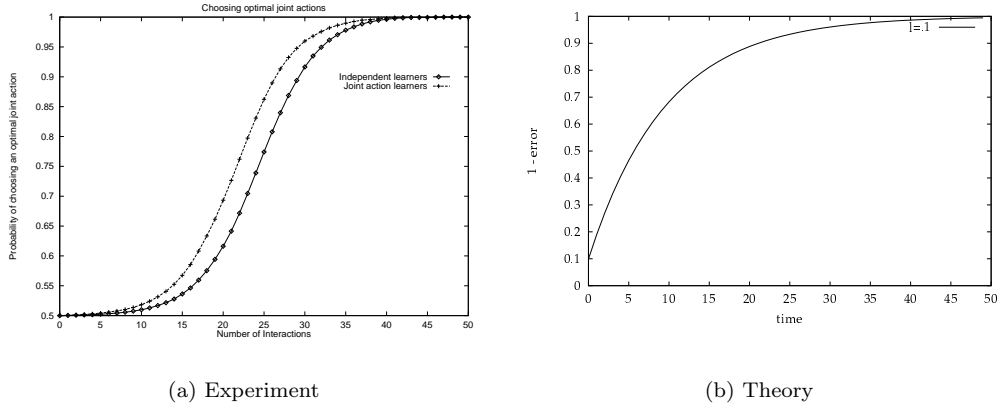 Choosing optimal joint actions
Probability of choosing an optimal joint action
1
0.95
0.9
0.85
0.8
0.75
0.7
0.65
0.6
0.55
0.5
Independent learners
Joint action learners
0 5 10 15 20 25 30 35 40 45 50
Number of Interactions
(a) Experiment
1 - error
1
0.9
0.8
0.7
0.6
0.5
0.4
0.3
0.2
0.1
0
l=.1
0 5 10 15 20 25 30 35 40 45 50
time
(b) Theory